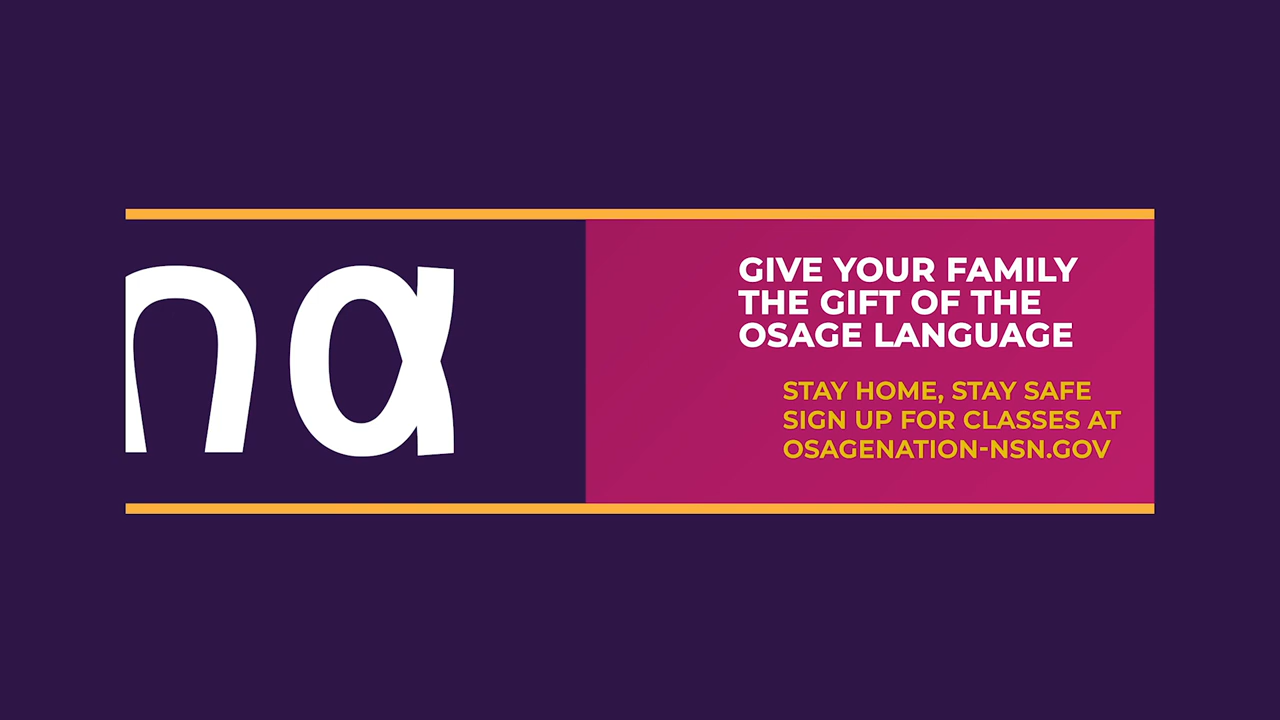 GIVE YOUR FAMILY
THE GIFT OF THE
OSAGE LANGUAGE
STAY HOME, STAY SAFE
SIGN UP FOR CLASSES AT
OSAGENATION-NSN.GOV